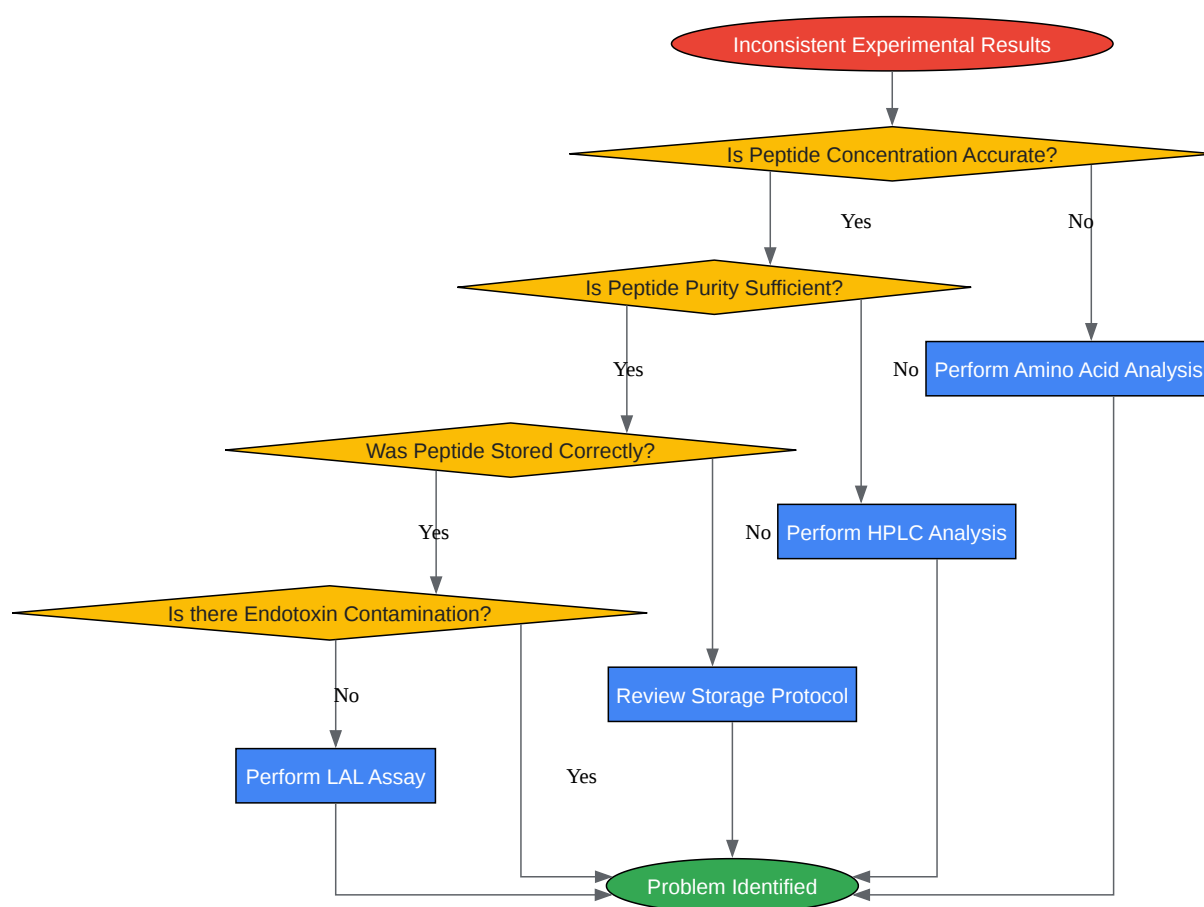 Inconsistent Experimental Results
Is Peptide Concentration Accurate?
Yes
No
Is Peptide Purity Sufficient?
Yes
No
Perform Amino Acid Analysis
Was Peptide Stored Correctly?
Yes
No
Perform HPLC Analysis
Is there Endotoxin Contamination?
No
Review Storage Protocol
Perform LAL Assay
Yes
Problem Identified